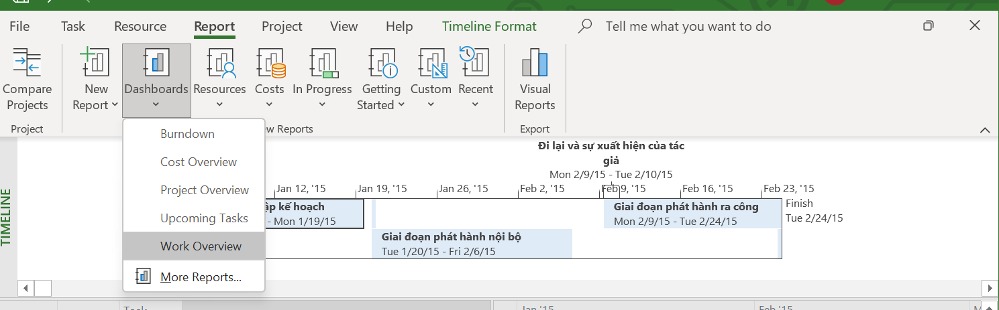 File Task Resource Report Project View Help Timeline Format Tell me what you want to do
Compare Projects
New Report
Dashboards
Resources
Costs
In Progress
Getting Started
Custom
Recent
Visual Reports
Project
ew Reports
Export
Burndown
Cost Overview
Project Overview
Upcoming Tasks
Work Overview
More Reports...
TIMELINE
Đi lại và sự xuất hiện của tác
giả
Mon 2/9/15 - Tue 2/10/15
Jan 12, '15 Jan 19, '15 Jan 26, '15 Feb 2, '15 Feb 9, '15 Feb 16, '15 Feb 23, '15
ập kế hoạch
- Mon 1/19/15
Giai đoạn phát hành ra công
Mon 2/9/15 - Tue 2/24/15
Finish
Tue 2/24/15
Giai đoạn phát hành nội bộ
Tue 1/20/15 - Fri 2/6/15
Task Jan '15 Feb '15